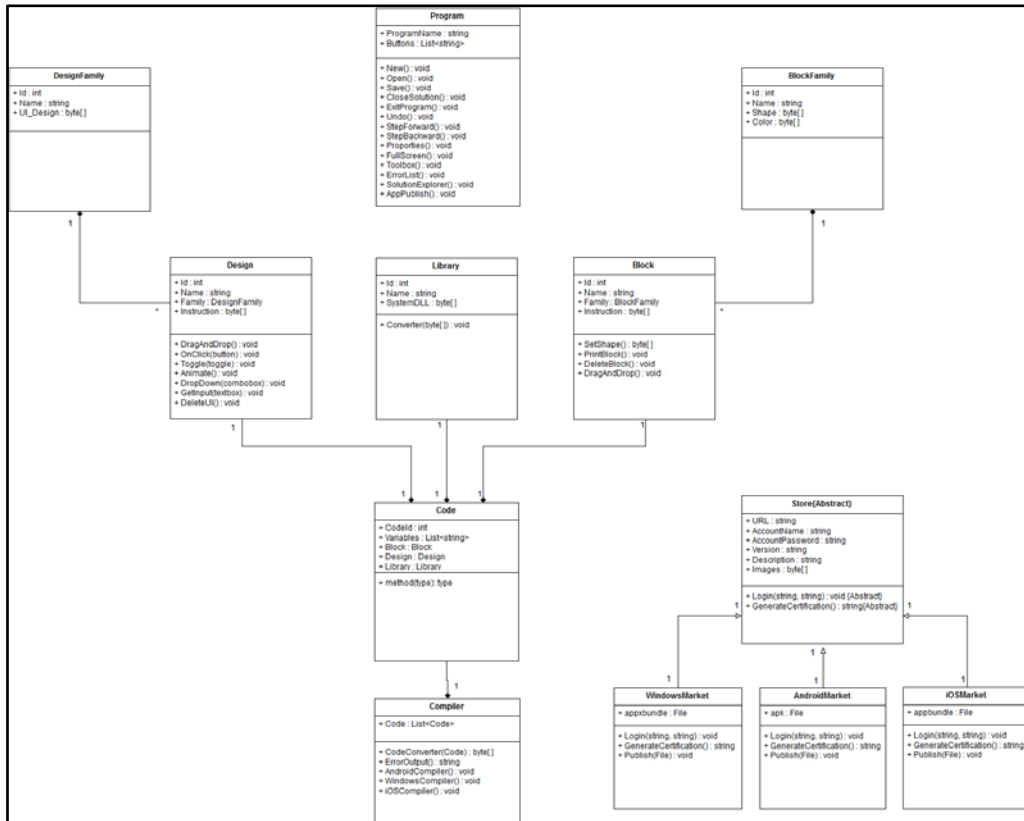 Program
+ ProgramName : string
+ Buttons : List<string>
+ New() : void
+ Open() : void
+ Save() : void
+ CloseSolution() : void
+ ExitProgram() : void
+ Undo() : void
+ StepForward() : void
+ StepBackward() : void
+ Proporties() : void
+ FullScreen() : void
+ Toolbox() : void
+ ErrorList() : void
+ SolutionExplorer() : void
+ AppPublish() : void
DesignFamily
+ Id : int
+ Name : string
+ UI_Design : byte[]
1
BlockFamily
+ Id : int
+ Name : string
+ Shape : byte[]
+ Color : byte[]
1
Design
+ Id : int
+ Name : string
+ Family : DesignFamily
+ Instruction : byte[]
+ DragAndDrop() : void
+ OnClick(button) : void
+ Toggle(toggle) : void
+ Animate() : void
+ DropDown(combobox) : void
+ GetInput(textbox) : void
+ DeleteUI() : void
*
1
Library
+ Id : int
+ Name : string
+ SystemDLL : byte[]
+ Converter(byte[]) : void
1
Block
+ Id : int
+ Name : string
+ Family : BlockFamily
+ Instruction : byte[]
+ SetShape() : byte[]
+ PrintBlock() : void
+ DeleteBlock() : void
+ DragAndDrop() : void
*
1
1
1
1
Code
+ CodeId : int
+ Variables : List<string>
+ Block : Block
+ Design : Design
+ Library : Library
+ method(type): type
1
Compiler
+ Code : List<Code>
+ CodeConverter(Code) : byte[]
+ ErrorOutput() : string
+ AndroidCompiler() : void
+ WindowsCompiler() : void
+ iOSCompiler() : void
Store{Abstract}
+ URL : string
+ AccountName : string
+ AccountPassword : string
+ Version : string
+ Description : string
+ Images : byte[]
+ Login(string, string) : void {Abstract}
+ GenerateCertification() : string{Abstract}
1
1
1
1
1
1
WindowsMarket
+ appxbundle : File
+ Login(string, string) : void
+ GenerateCertification() : string
+ Publish(File) : void
AndroidMarket
+ apk : File
+ Login(string, string) : void
+ GenerateCertification() : string
+ Publish(File) : void
iOSMarket
+ appbundle : File
+ Login(string, string) : void
+ GenerateCertification() : string
+ Publish(File) : void